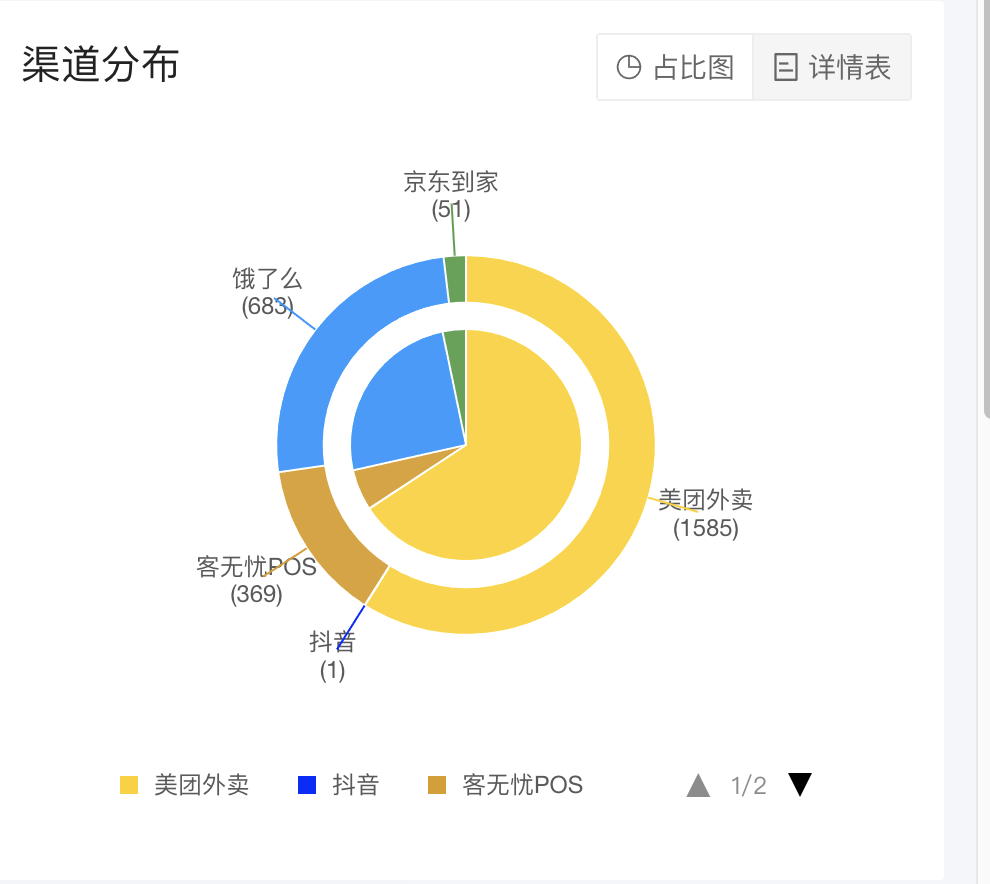 渠道分布
占比图
详情表
京东到家
(51)
饿了么
(683)
美团外卖
(1585)
客无忧POS
(369)
抖音
(1)
美团外卖
抖音
客无忧POS
1/2